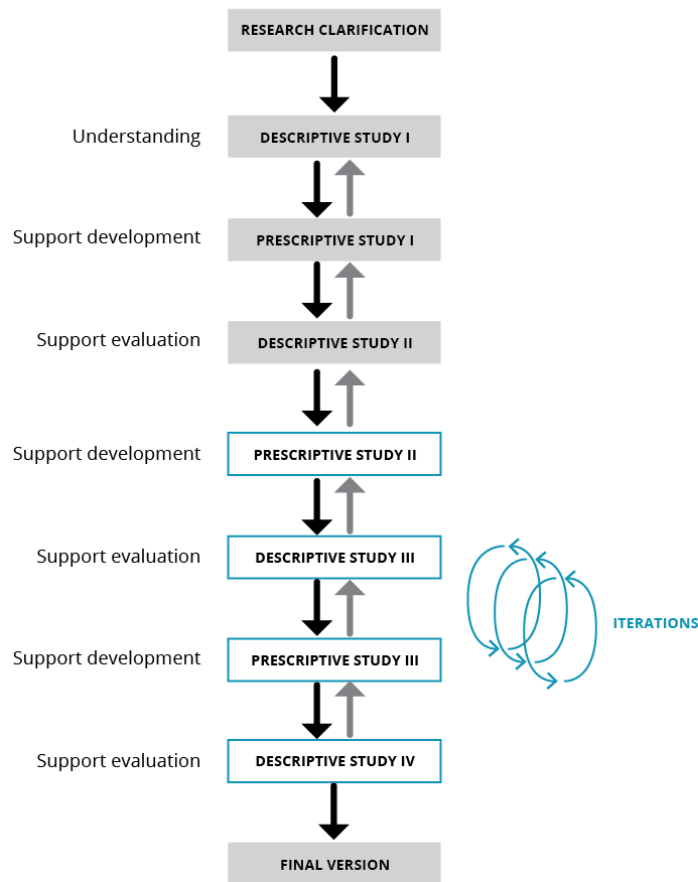 RESEARCH CLARIFICATION
Understanding
DESCRIPTIVE STUDY I
Support development
PRESCRIPTIVE STUDY I
Support evaluation
DESCRIPTIVE STUDY II
Support development
PRESCRIPTIVE STUDY II
Support evaluation
DESCRIPTIVE STUDY III
ITERATIONS
Support development
PRESCRIPTIVE STUDY III
Support evaluation
DESCRIPTIVE STUDY IV
FINAL VERSION